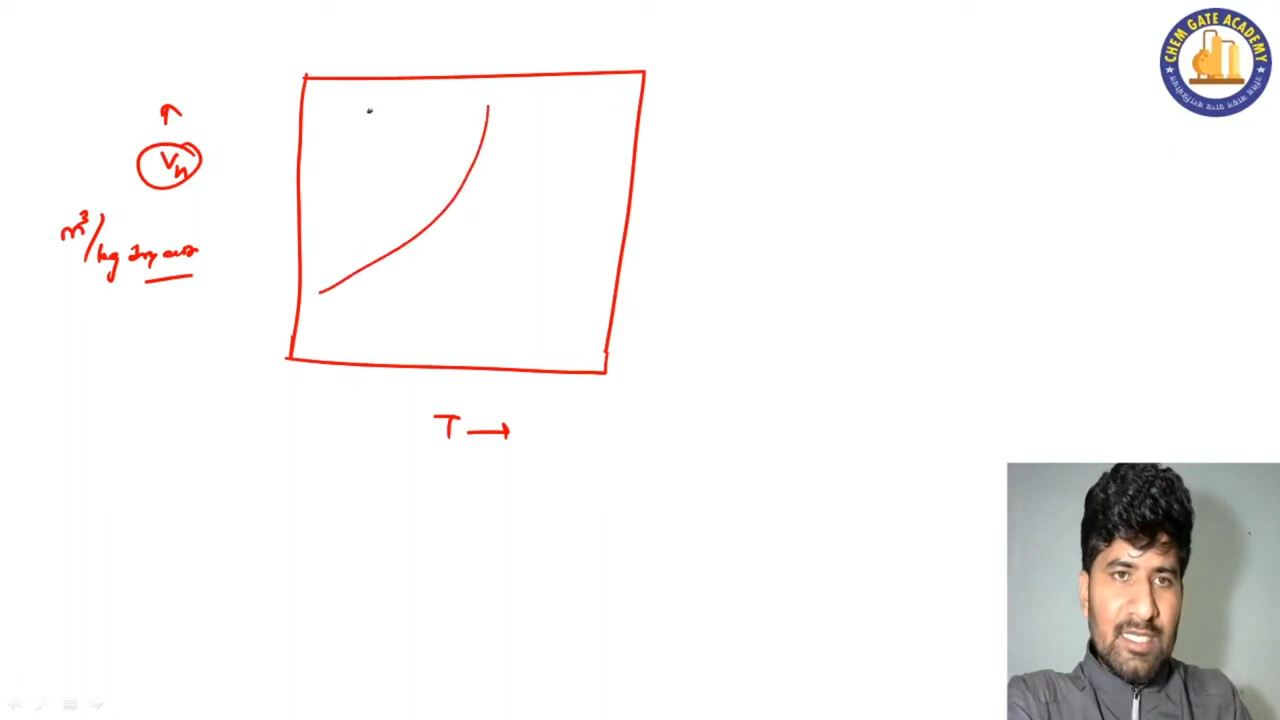 CHEM GATE ACADEMY
V_H
m³/kg dry air
T →